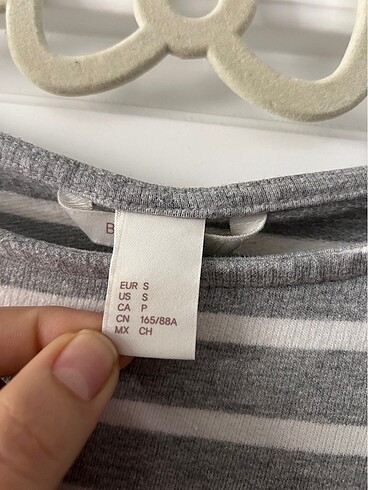 B
EUR S
US S
CA P
CN 165/88A
MX CH